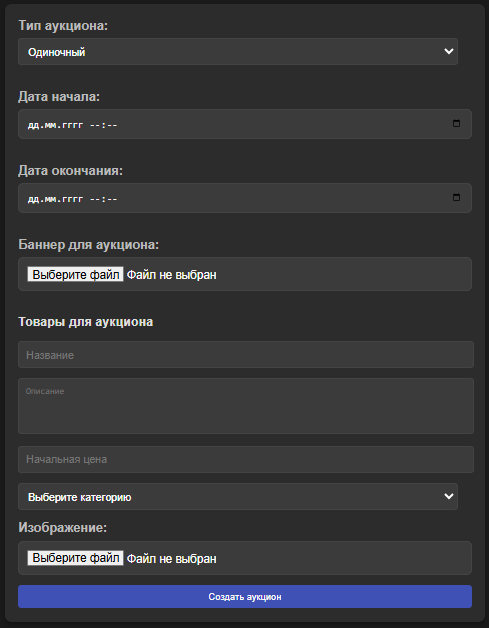 Тип аукциона:
Одиночный
Дата начала:
дд.мм.гггг --:--
Дата окончания:
дд.мм.гггг --:--
Баннер для аукциона:
Выберите файл Файл не выбран
Товары для аукциона
Название
Описание
Начальная цена
Выберите категорию
Изображение:
Выберите файл Файл не выбран
Создать аукцион